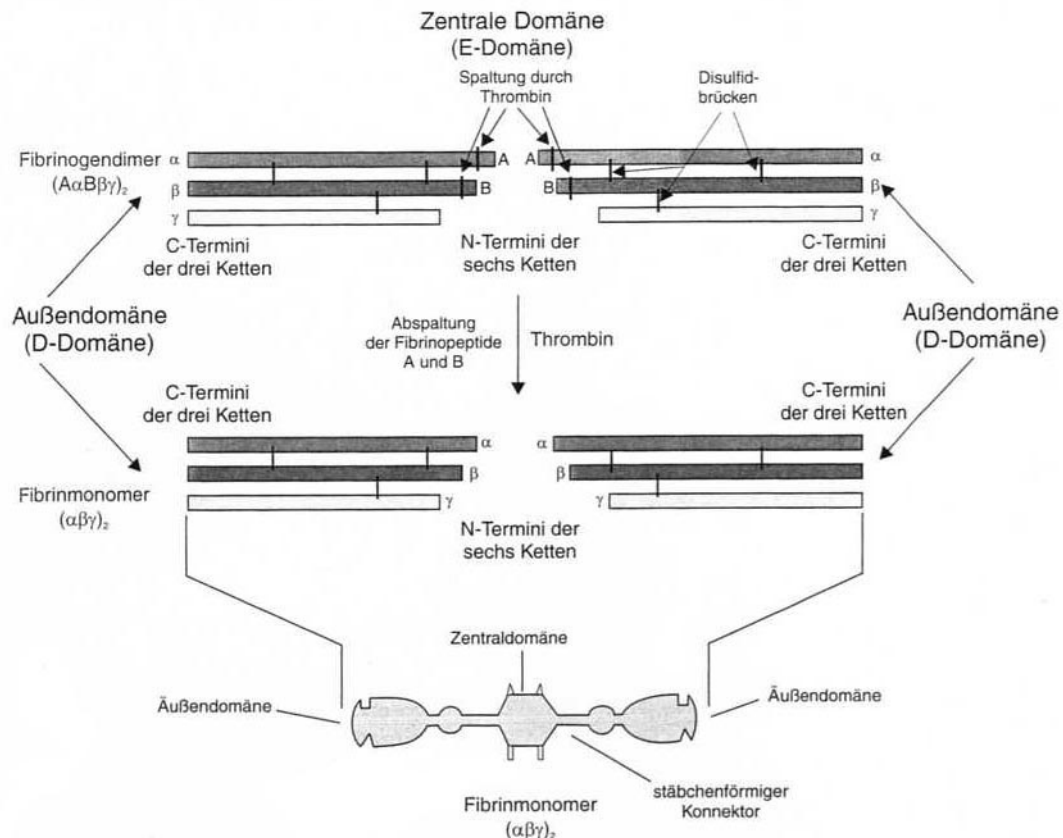 Zentrale Domäne
(E-Domäne)
Spaltung durch
Thrombin
Disulfid-
brücken
Fibrinogendimer
(AαBβγ)₂
α
A
A
α
β
B
B
β
γ
γ
C-Termini
der drei Ketten
N-Termini der
sechs Ketten
C-Termini
der drei Ketten
Außendomäne
(D-Domäne)
Abspaltung
der Fibrinopeptide
A und B
Thrombin
Außendomäne
(D-Domäne)
C-Termini
der drei Ketten
C-Termini
der drei Ketten
α
α
β
β
γ
γ
Fibrinmonomer
(αβγ)₂
N-Termini der
sechs Ketten
Zentraldomäne
Äußendomäne
Äußendomäne
stäbchenförmiger
Konnektor
Fibrinmonomer
(αβγ)₂